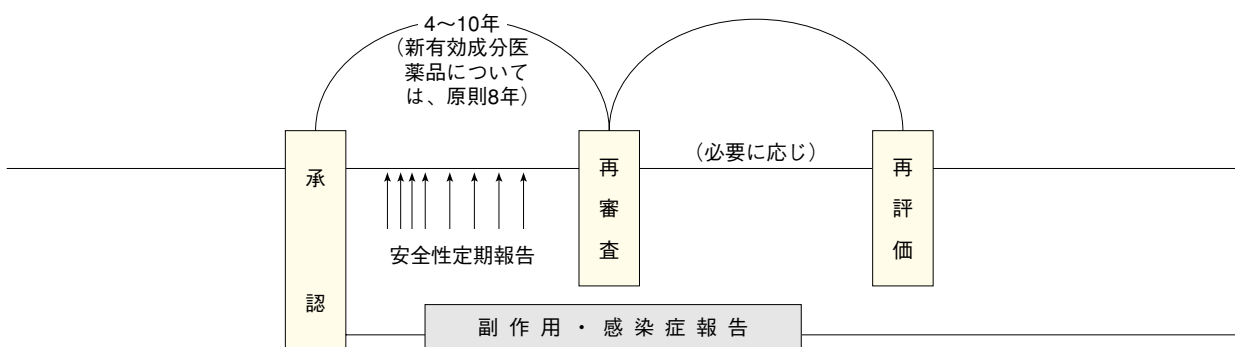 4〜10年
（新有効成分医
薬品について
は、原則8年）
承認
再審査
（必要に応じ）
再評価
安全性定期報告
副作用・感染症報告